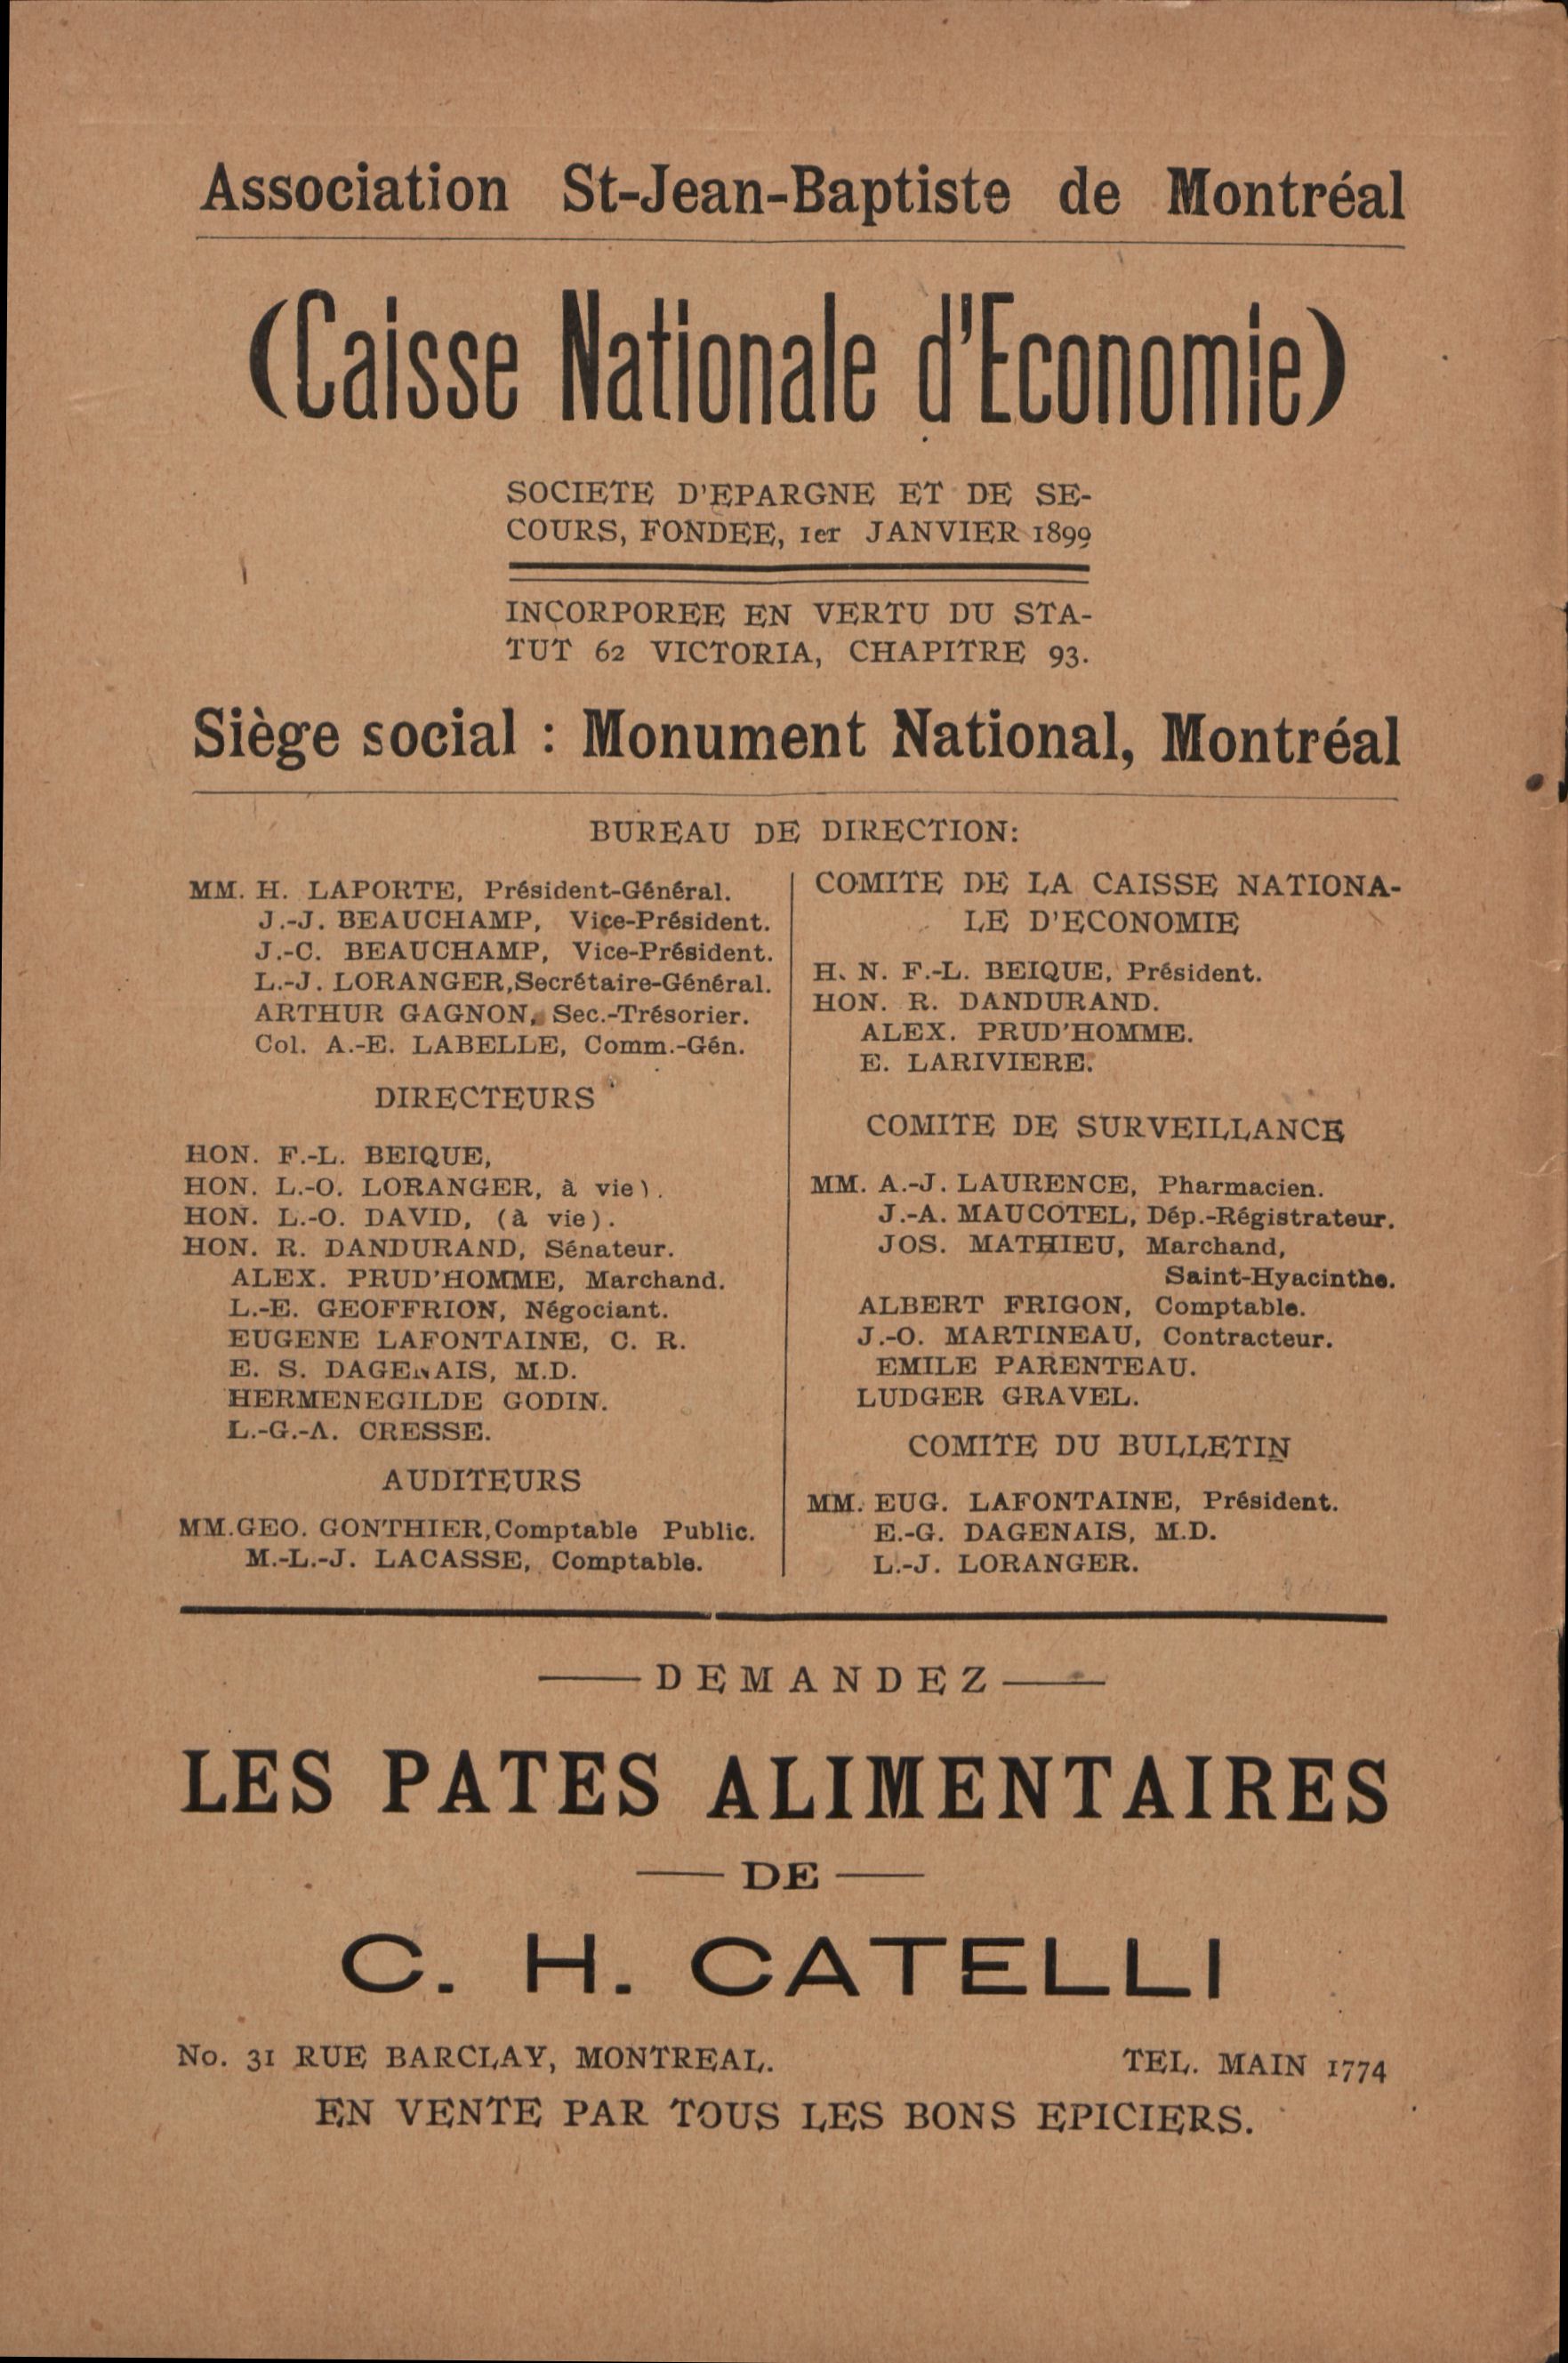 Association St-Jean-Baptiste de Montréal
(Caisse Nationale d'Economie)
SOCIETE D'EPARGNE ET DE SE-
COURS, FONDEE, 1er JANVIER 1899
INCORPOREE EN VERTU DU STA-
TUT 62 VICTORIA, CHAPITRE 93.
Siège social : Monument National, Montréal
BUREAU DE DIRECTION:
MM. H. LAPORTE, Président-Général.
J.-J. BEAUCHAMP, Vice-Président.
J.-C. BEAUCHAMP, Vice-Président.
L.-J. LORANGER, Secrétaire-Général.
ARTHUR GAGNON, Sec.-Trésorier.
Col. A.-E. LABELLE, Comm.-Gén.
DIRECTEURS
HON. F.-L. BEIQUE,
HON. L.-O. LORANGER, à vie).
HON. L.-O. DAVID, (à vie).
HON. R. DANDURAND, Sénateur.
ALEX. PRUD'HOMME, Marchand.
L.-E. GEOFFRION, Négociant.
EUGENE LAFONTAINE, C. R.
E. S. DAGENAIS, M.D.
HERMENEGILDE GODIN.
L.-G.-A. CRESSE.
AUDITEURS
MM. GEO. GONTHIER, Comptable Public.
M.-L.-J. LACASSE, Comptable.
COMITE DE LA CAISSE NATIONA-
LE D'ECONOMIE
H. N. F.-L. BEIQUE, Président.
HON. R. DANDURAND.
ALEX. PRUD'HOMME.
E. LARIVIERE.
COMITE DE SURVEILLANCE
MM. A.-J. LAURENCE, Pharmacien.
J.-A. MAUCOTEL, Dép.-Régistrateur.
JOS. MATHIEU, Marchand,
Saint-Hyacinthe.
ALBERT FRIGON, Comptable.
J.-O. MARTINEAU, Contracteur.
EMILE PARENTEAU.
LUDGER GRAVEL.
COMITE DU BULLETIN
MM. EUG. LAFONTAINE, Président.
E.-G. DAGENAIS, M.D.
L.-J. LORANGER.
DEMANDEZ
LES PATES ALIMENTAIRES
DE
C. H. CATELLI
No. 31 RUE BARCLAY, MONTREAL. TEL. MAIN 1774
EN VENTE PAR TOUS LES BONS EPICIERS.